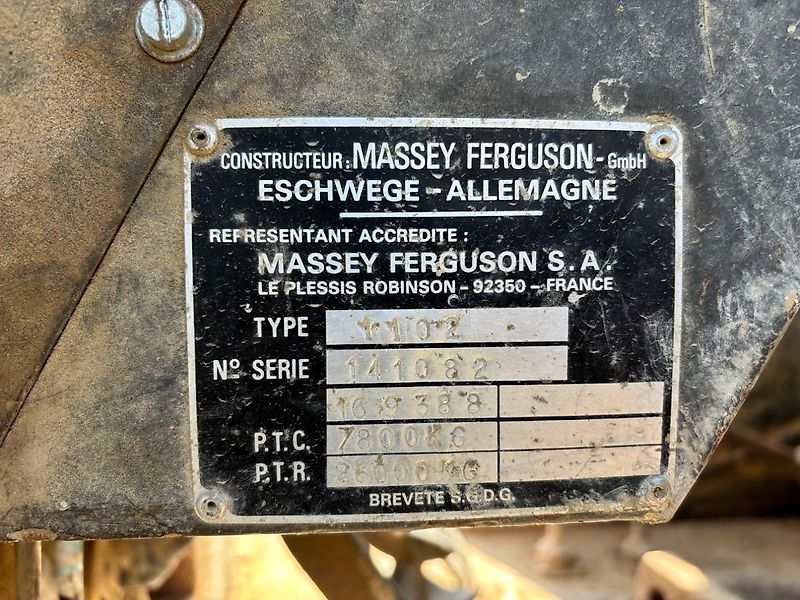 CONSTRUCTEUR: MASSEY FERGUSON-GmbH
ESCHWEGE - ALLEMAGNE
REPRESENTANT ACCREDITE :
MASSEY FERGUSON S.A.
LE PLESSIS ROBINSON - 92350 - FRANCE
TYPE 1102
Nº SERIE 141082
169388
P.T.C. 7800KG
P.T.R. 28000KG
BREVETE S.G.D.G.